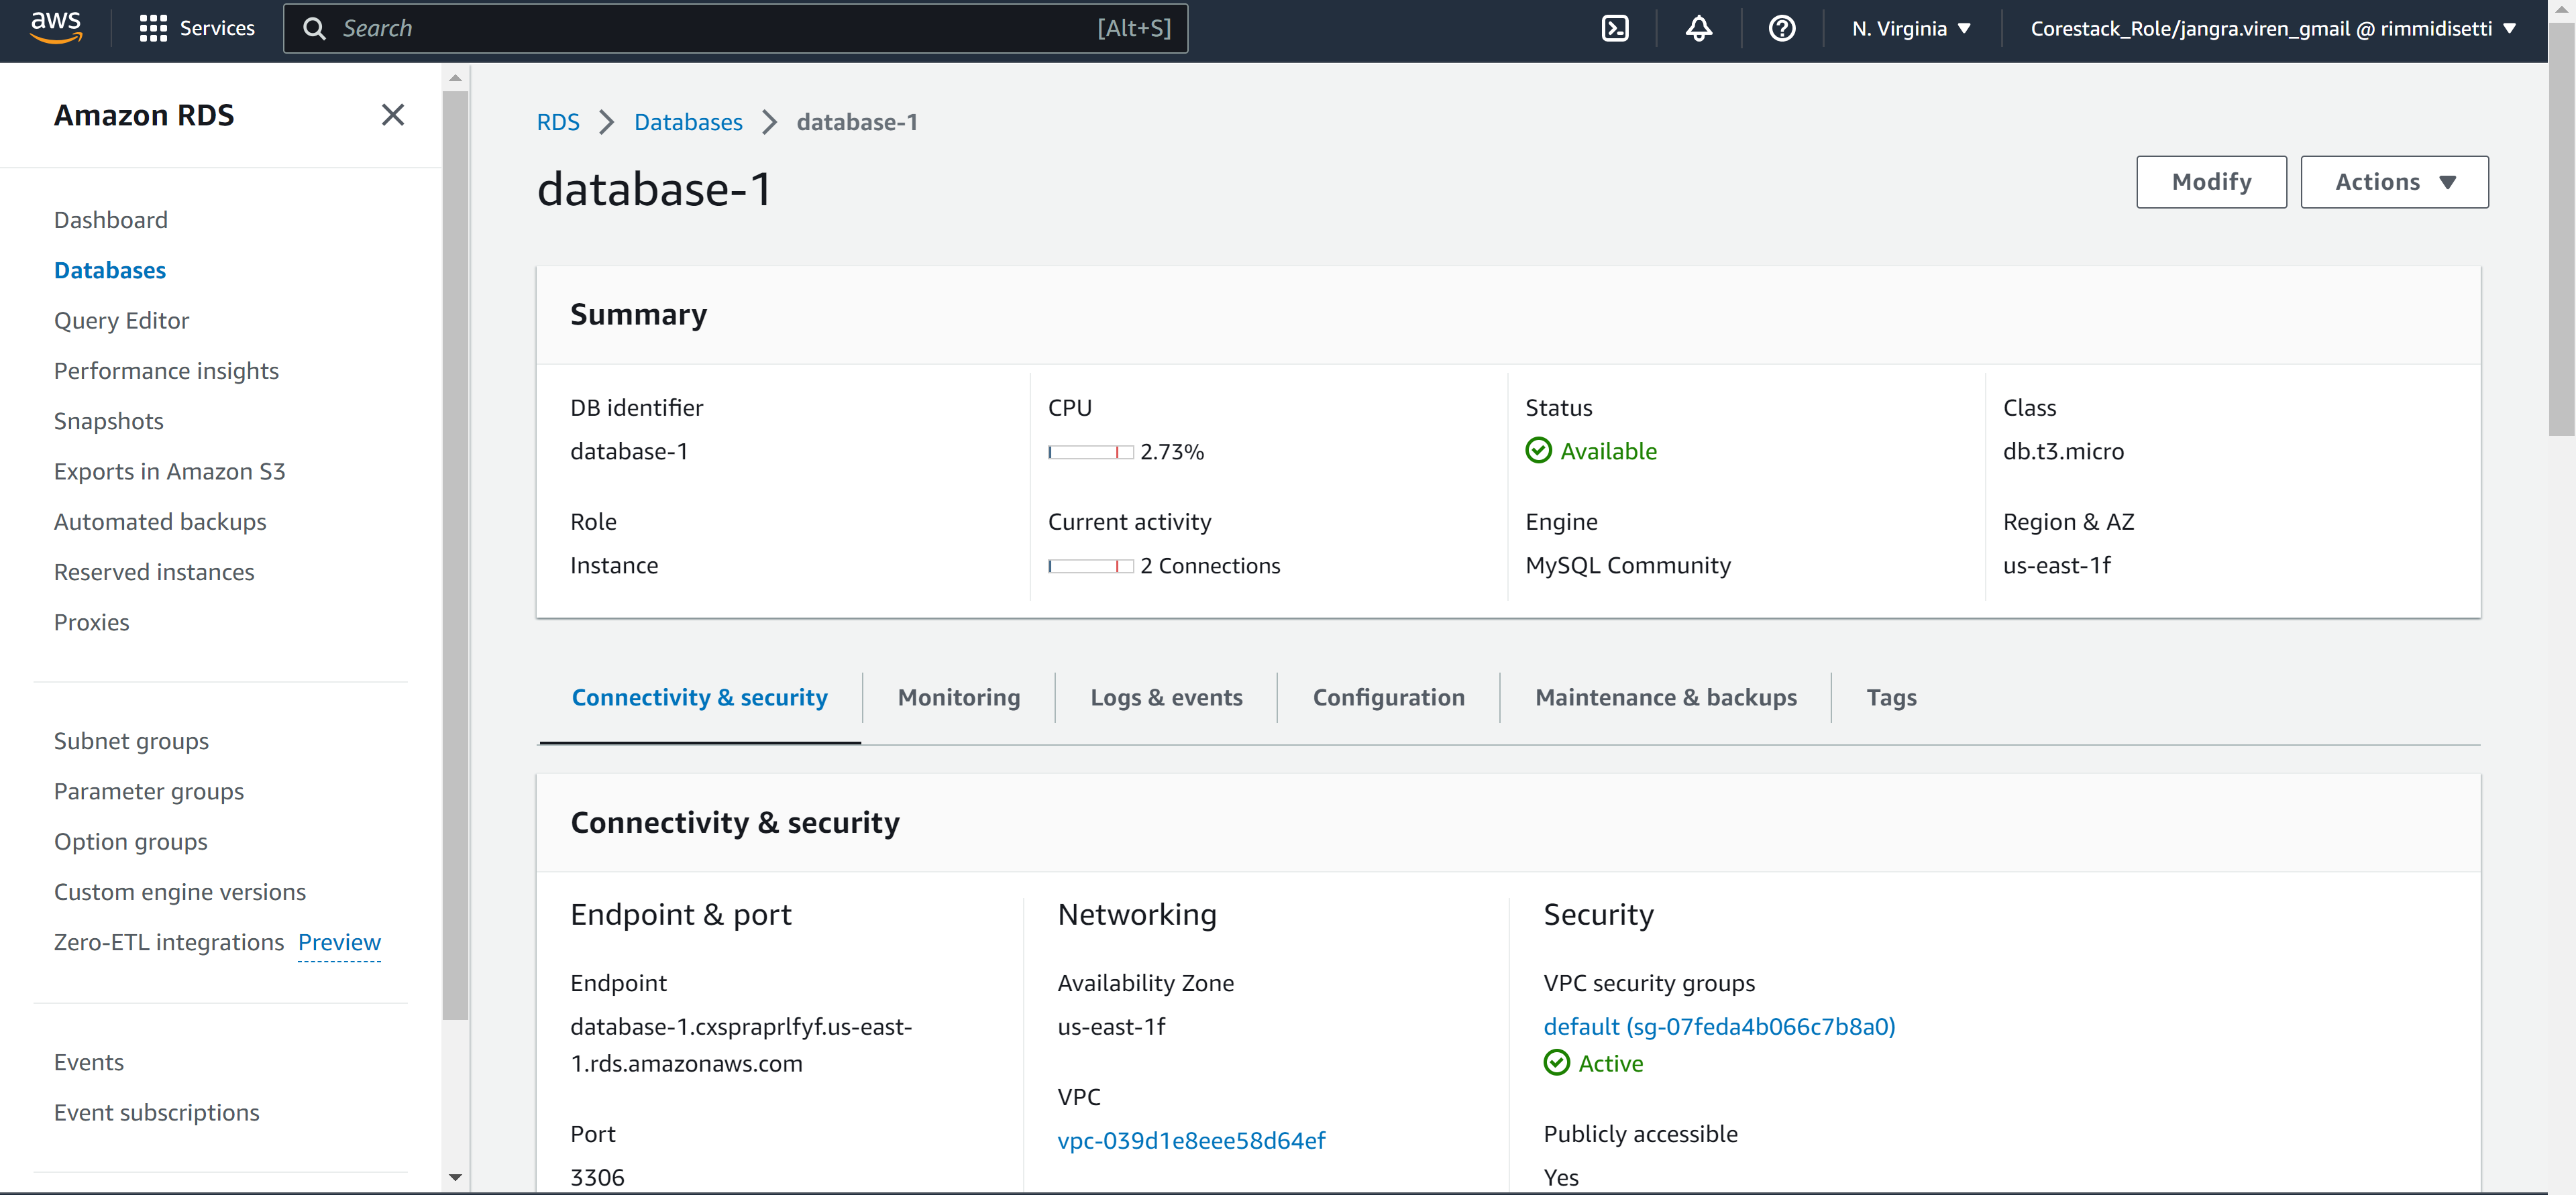 aws
Services
Search
[Alt+S]
N. Virginia
Corestack_Role/jangra.viren_gmail @ rimmidisetti
Amazon RDS
Dashboard
Databases
Query Editor
Performance insights
Snapshots
Exports in Amazon S3
Automated backups
Reserved instances
Proxies
Subnet groups
Parameter groups
Option groups
Custom engine versions
Zero-ETL integrations Preview
Events
Event subscriptions
RDS > Databases > database-1
database-1
Modify
Actions
Summary
DB identifier
database-1
CPU
2.73%
Status
Available
Class
db.t3.micro
Role
Instance
Current activity
2 Connections
Engine
MySQL Community
Region & AZ
us-east-1f
Connectivity & security
Monitoring
Logs & events
Configuration
Maintenance & backups
Tags
Connectivity & security
Endpoint & port
Endpoint
database-1.cxspraprlfyf.us-east-
1.rds.amazonaws.com
Port
3306
Networking
Availability Zone
us-east-1f
VPC
vpc-039d1e8eee58d64ef
Security
VPC security groups
default (sg-07feda4b066c7b8a0)
Active
Publicly accessible
Yes